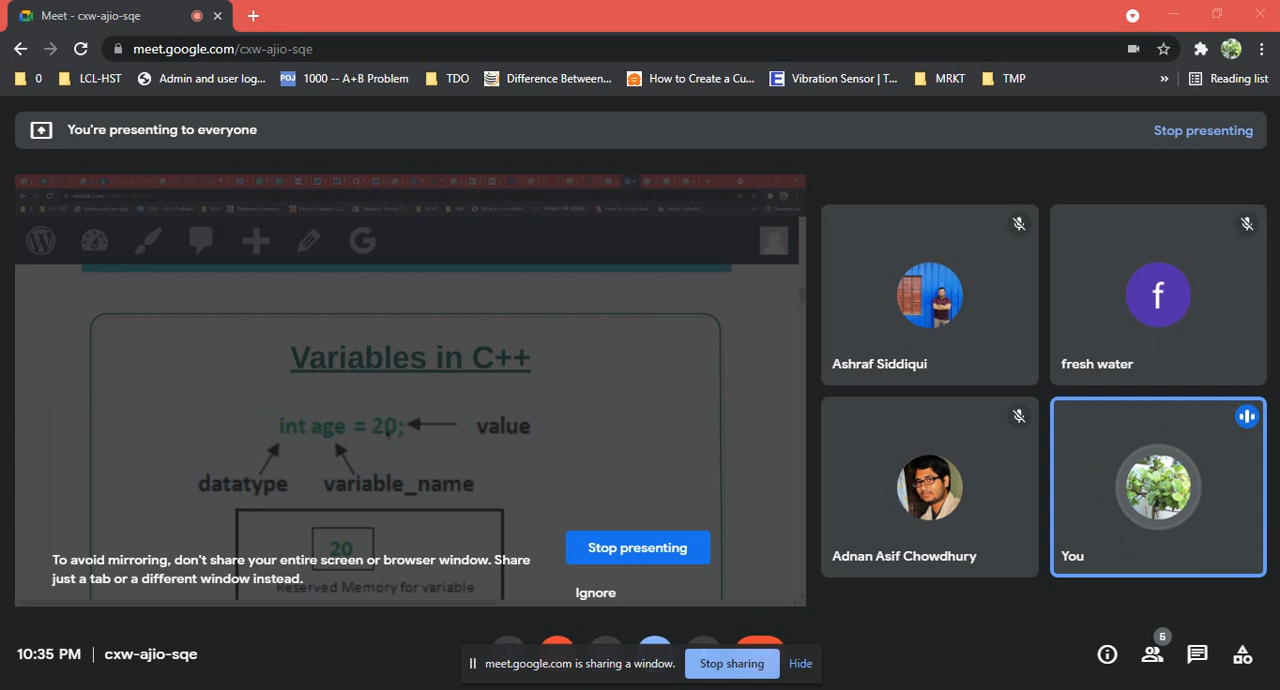 Meet - cxw-ajio-sqe
meet.google.com/cxw-ajio-sqe
0
LCL-HST
Admin and user log...
POJ
1000 -- A+B Problem
TDO
Difference Between...
How to Create a Cu...
E
Vibration Sensor | T...
MRKT
TMP
»
Reading list
You're presenting to everyone
Stop presenting
Variables in C++
int age = 20;
value
datatype
variable_name
20
Reserved Memory for variable
To avoid mirroring, don't share your entire screen or browser window. Share
just a tab or a different window instead.
Stop presenting
Ignore
Ashraf Siddiqui
f
fresh water
Adnan Asif Chowdhury
You
10:35 PM | cxw-ajio-sqe
meet.google.com is sharing a window.
Stop sharing
Hide
5